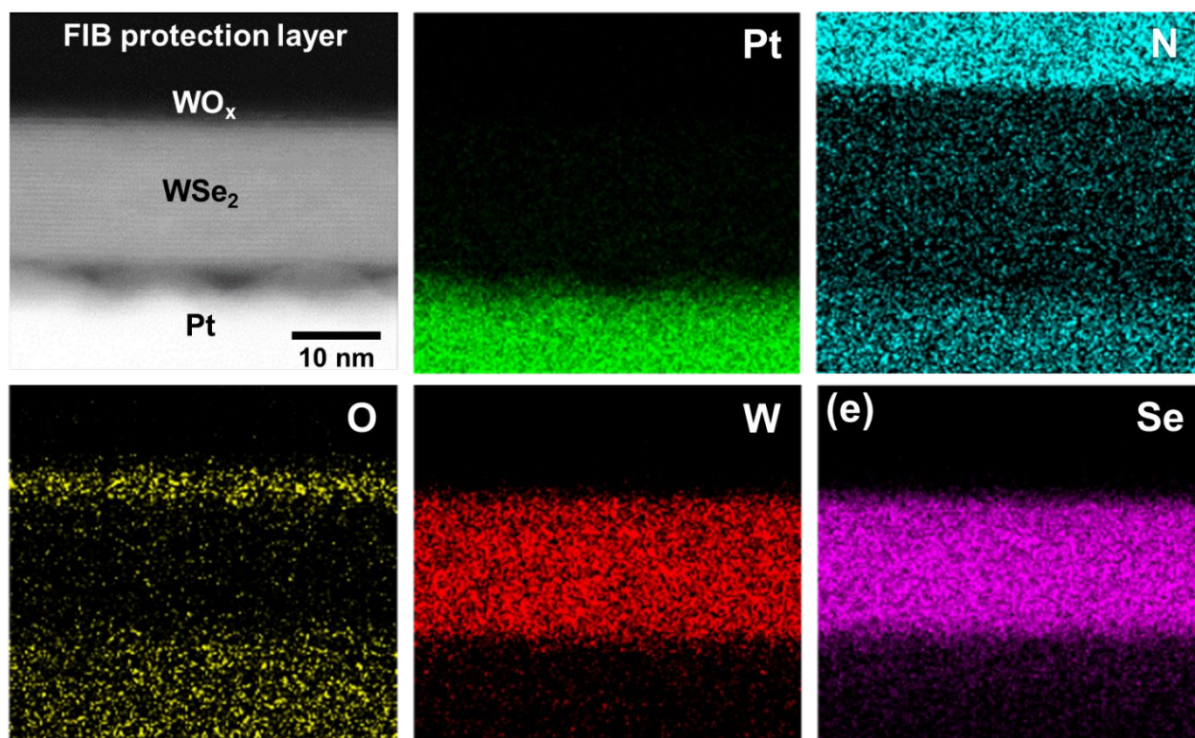 FIB protection layer
WOₓ
WSe₂
Pt
10 nm
Pt
N
O
W
(e)
Se